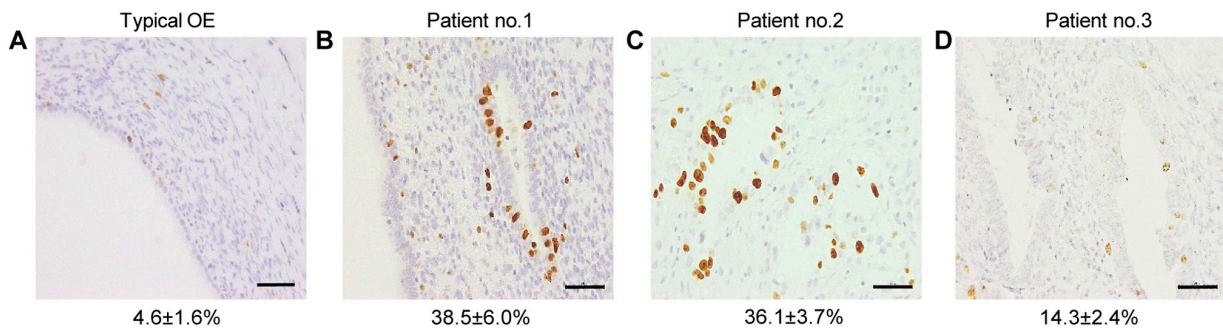 Typical OE
Patient no.1
Patient no.2
Patient no.3
A
B
C
D
4.6±1.6%
38.5±6.0%
36.1±3.7%
14.3±2.4%